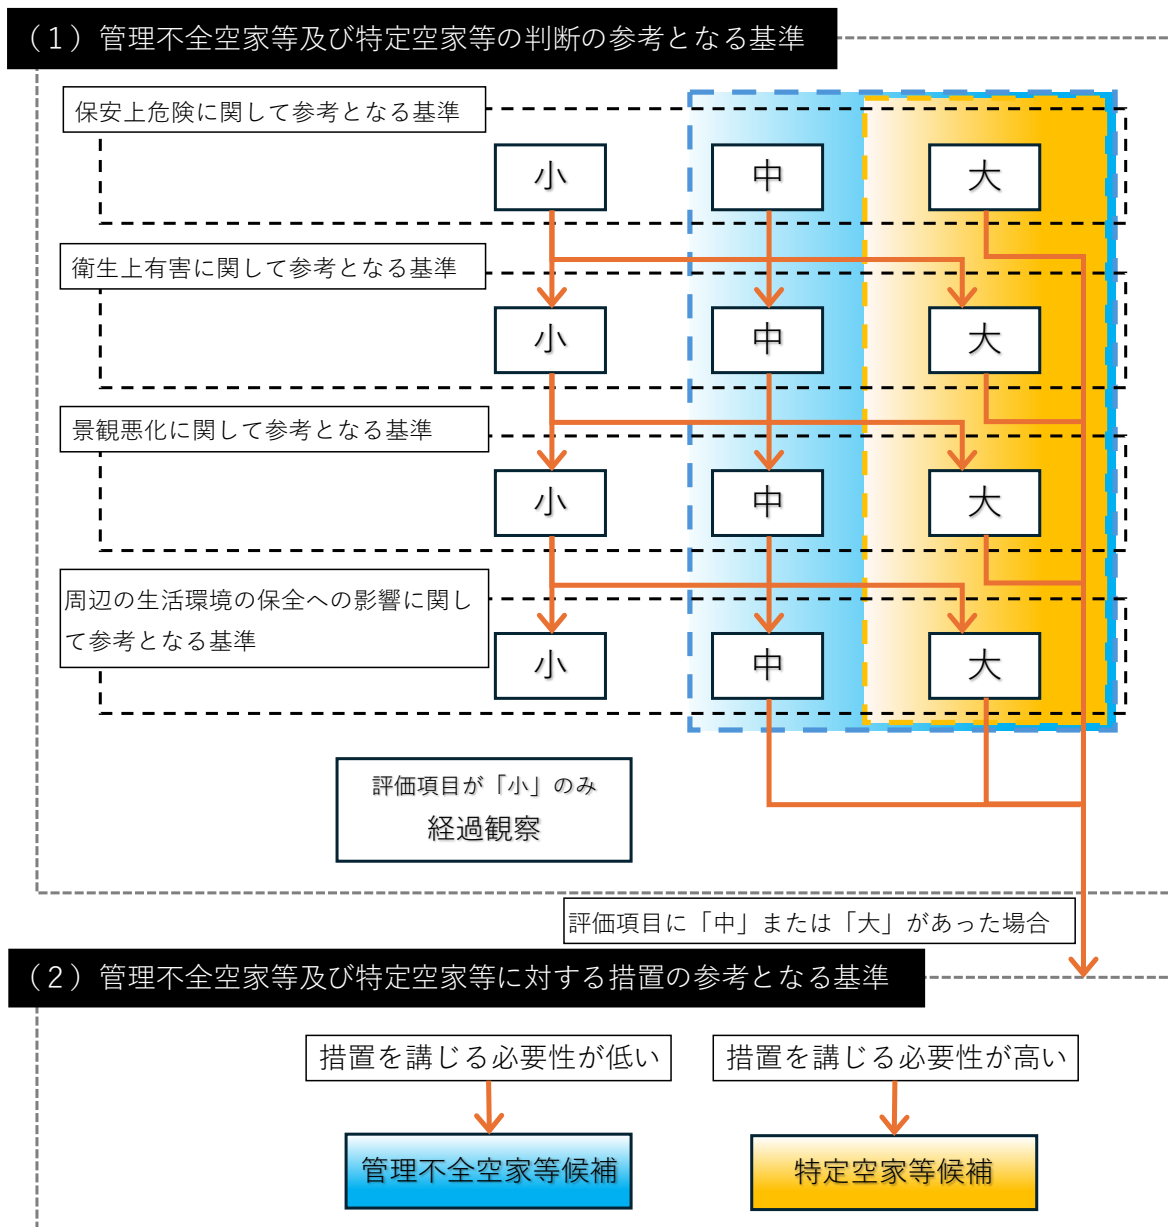 （1）管理不全空家等及び特定空家等の判断の参考となる基準
保安上危険に関して参考となる基準
小
中
大
衛生上有害に関して参考となる基準
小
中
大
景観悪化に関して参考となる基準
小
中
大
周辺の生活環境の保全への影響に関し
て参考となる基準
小
中
大
評価項目が「小」のみ
経過観察
評価項目に「中」または「大」があった場合
（2）管理不全空家等及び特定空家等に対する措置の参考となる基準
措置を講じる必要性が低い
措置を講じる必要性が高い
管理不全空家等候補
特定空家等候補